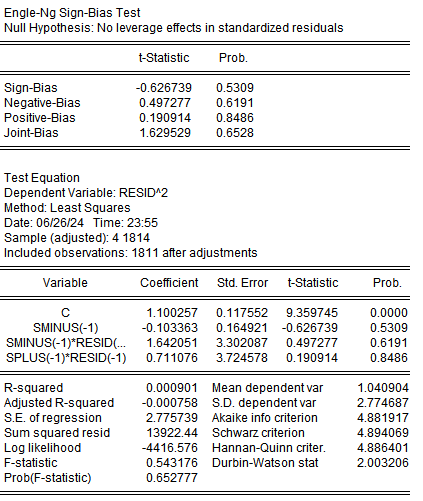 Engle-Ng Sign-Bias Test
Null Hypothesis: No leverage effects in standardized residuals
t-Statistic Prob.
Sign-Bias -0.626739 0.5309
Negative-Bias 0.497277 0.6191
Positive-Bias 0.190914 0.8486
Joint-Bias 1.629529 0.6528
Test Equation
Dependent Variable: RESID^2
Method: Least Squares
Date: 06/26/24 Time: 23:55
Sample (adjusted): 4 1814
Included observations: 1811 after adjustments
Variable Coefficient Std. Error t-Statistic Prob.
C 1.100257 0.117552 9.359745 0.0000
SMINUS(-1) -0.103363 0.164921 -0.626739 0.5309
SMINUS(-1)*RESID(... 1.642051 3.302087 0.497277 0.6191
SPLUS(-1)*RESID(-1) 0.711076 3.724578 0.190914 0.8486
R-squared 0.000901 Mean dependent var 1.040904
Adjusted R-squared -0.000758 S.D. dependent var 2.774687
S.E. of regression 2.775739 Akaike info criterion 4.881917
Sum squared resid 13922.44 Schwarz criterion 4.894069
Log likelihood -4416.576 Hannan-Quinn criter. 4.886401
F-statistic 0.543176 Durbin-Watson stat 2.003206
Prob(F-statistic) 0.652777